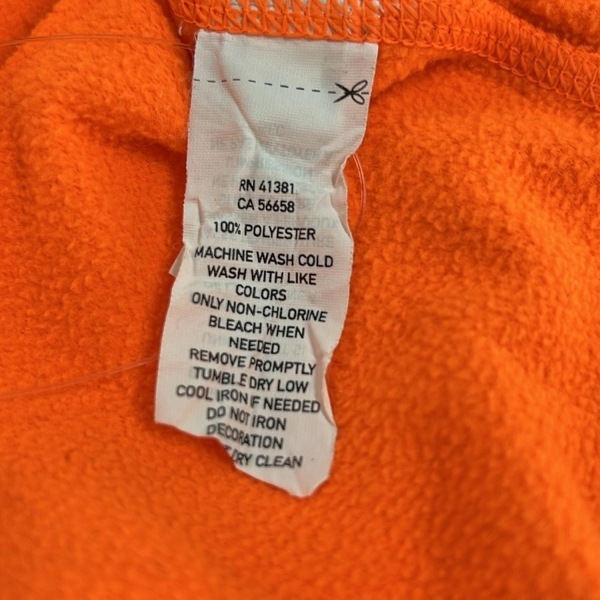 RN 41381
CA 56658
100% POLYESTER
MACHINE WASH COLD
WASH WITH LIKE
COLORS
ONLY NON-CHLORINE
BLEACH WHEN
NEEDED
REMOVE PROMPTLY
TUMBLE DRY LOW
COOL IRON IF NEEDED
DO NOT IRON
DECORATION
DRY CLEAN